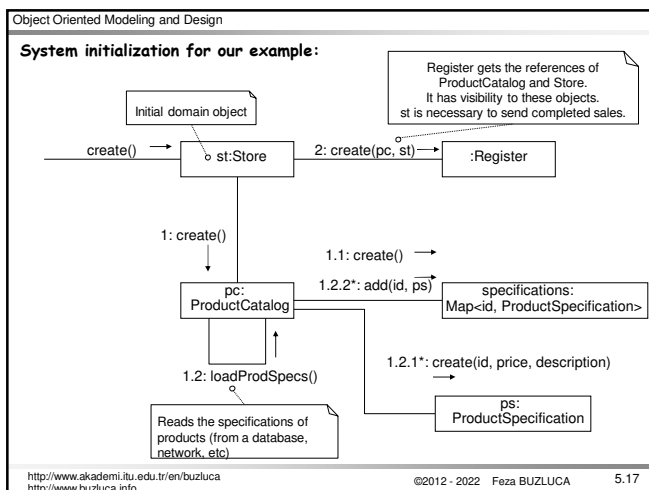 Object Oriented Modeling and Design
System initialization for our example:
Register gets the references of
ProductCatalog and Store.
It has visibility to these objects.
st is necessary to send completed sales.
Initial domain object
create()
st:Store
2: create(pc, st)
:Register
1: create()
1.1: create()
1.2.2*: add(id, ps)
pc:
ProductCatalog
specifications:
Map<id, ProductSpecification>
1.2: loadProdSpecs()
1.2.1*: create(id, price, description)
ps:
ProductSpecification
Reads the specifications of
products (from a database,
network, etc)
http://www.akademi.itu.edu.tr/en/buzluca
http://www.buzluca.info
©2012 - 2022 Feza BUZLUCA
5.17